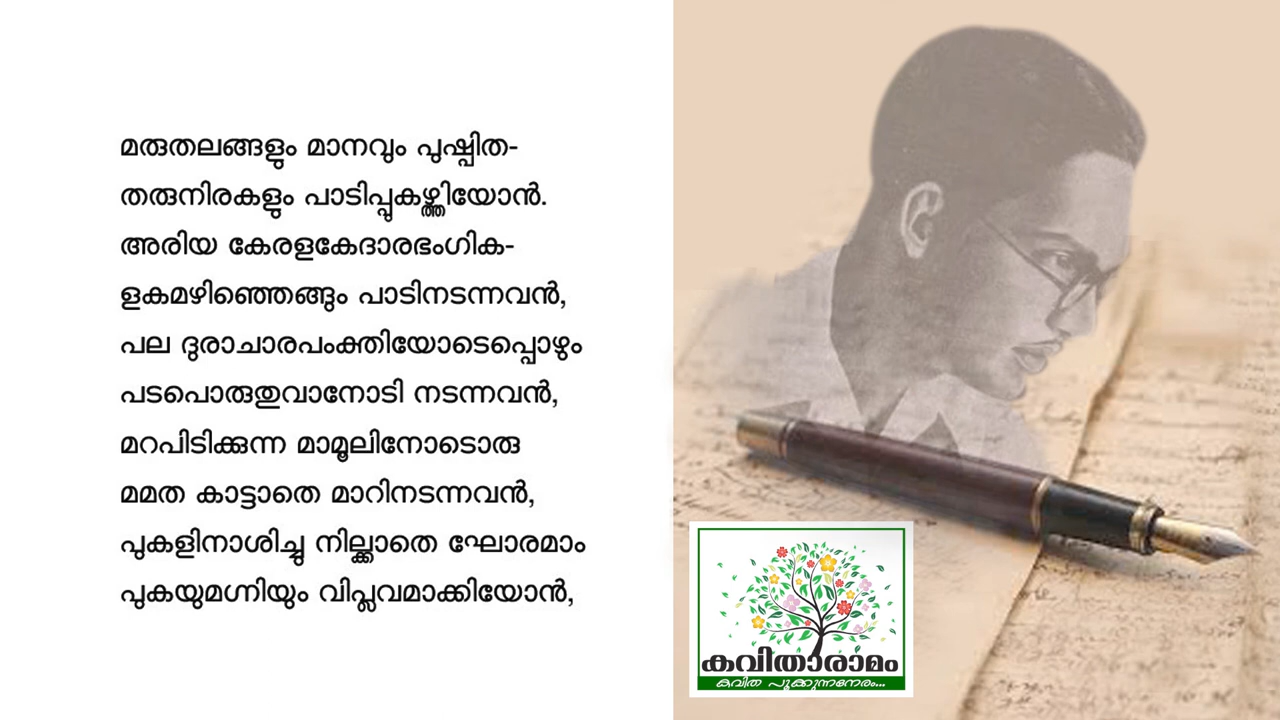 മരുതലങ്ങളും മാനവും പുഷ്പിത-
തരുനിരകളും പാടിപ്പുകഴ്ത്തിയോൻ.
അരിയ കേരളകേദാരഭംഗിക-
ളകമഴിഞ്ഞെങ്ങും പാടിനടന്നവൻ,
പല ദുരാചാരപംക്തിയോടെപ്പൊഴും
പടപൊരുതുവാനോടി നടന്നവൻ,
മറപിടിക്കുന്ന മാമൂലിനോടൊരു
മമത കാട്ടാതെ മാറിനടന്നവൻ,
പുകളിനാശിച്ചു നില്ക്കാതെ ഘോരമാം
പുകയുമഗ്നിയും വിപ്ലവമാക്കിയോൻ,
കവിതാരാമം
കവിത പൂക്കുന്നനേരം...